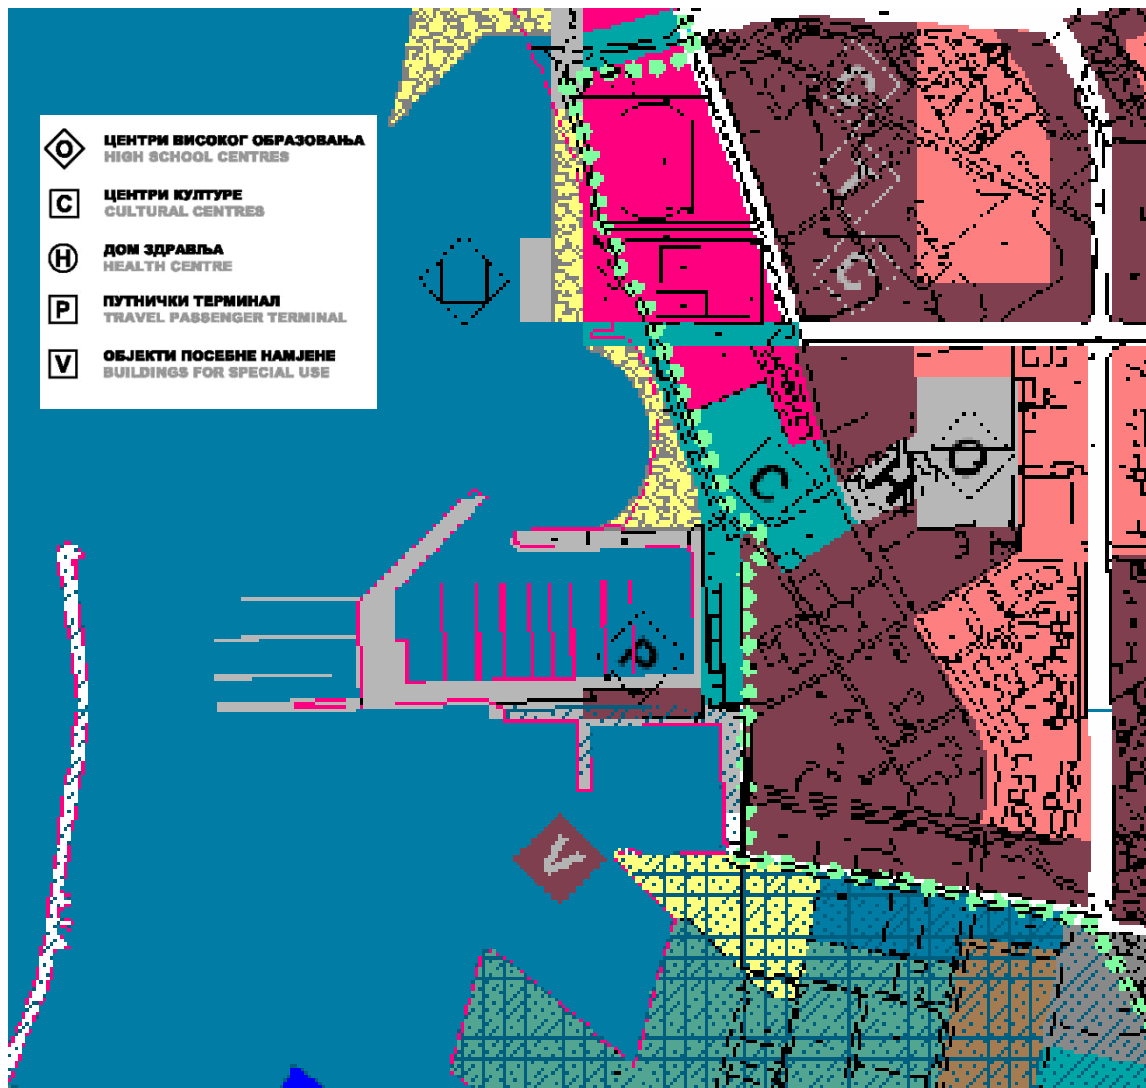 О
ЦЕНТРИ ВИСОКОГ ОБРАЗОВАЊА
HIGH SCHOOL CENTRES
C
ЦЕНТРИ КУЛТУРЕ
CULTURAL CENTRES
H
ДОМ ЗДРАВЉА
HEALTH CENTRE
P
ПУТНИЧКИ ТЕРМИНАЛ
TRAVEL PASSENGER TERMINAL
V
ОБЈЕКТИ ПОСЕБНЕ НАМЈЕНЕ
BUILDINGS FOR SPECIAL USE
C
O
P
V